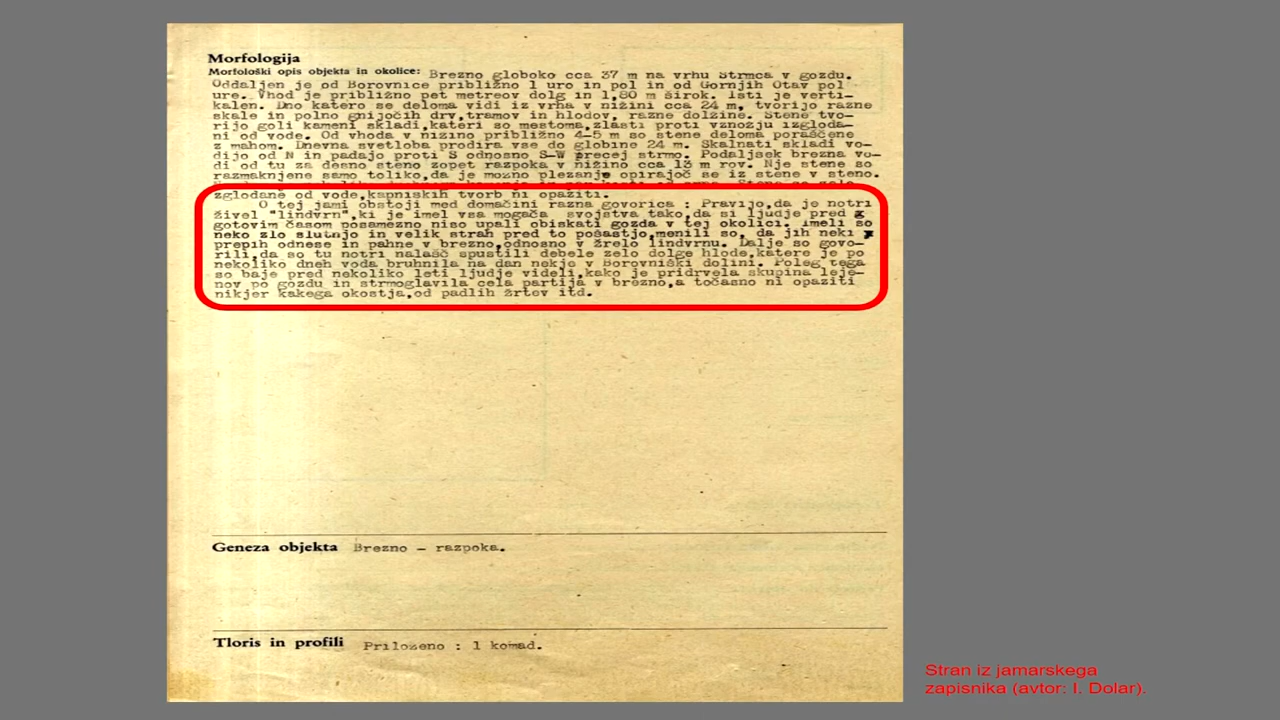 Morfologija
Morfološki opis objekta in okolice: Brezno globoko cca 37 m na vrhu Strmca v gozdu.
Oddaljen je od Borovnice približno 1 uro in pol in od Gornjih Otav pol
ure. Vhod je približno pet metreov dolg in 1,80 m širok. Isti je verti-
kalen. Dno katero se deloma vidi iz vrha v nižini cca 24 m, tvorijo razne
skale in polno gnijočih drv,tramov in hlodov, razne dolžine. Stene tvo-
rijo goli kameni skladi,kateri so mestoma,zlasti proti vznožju izgloda-
ni od vode. Od vhoda v nizino približno 4-5 m so stene deloma poraščene
z mahom. Dnevna svetloba prodira vse do globine 24 m. Skalnati skladi vo-
dijo od N in padajo proti S odnosno S-W precej strmo. Podaljsek brezna vo-
di od tu za desno steno zopet razpoka v nižino cca 13 m rov. Nje stene so
razmaknjene samo toliko,da je možno plezanje opirajoč se iz stene v steno.
zglodane od vode,kapniskih tvorb ni opaziti.
O tej jami obstoji med domačini razna govorica : Pravijo,da je notri
živel "lindvrn",ki je imel vsa mogača svojstva tako,da si ljudje pred
gotovim časom posamezno niso upali obiskati gozda v tej okolici. Imeli so
neko zlo slutnjo in velik strah pred to pošastjo,menili so, da jih neki
prepih odnese in pahne v brezno,odnosno v žrelo lindvrnu. Dalje so govo-
rili,da so tu notri nalašč spustili debele zelo dolge hlode,katere je po
nekoliko dneh voda bruhnila na dan nekje v Borovniški dolini. Poleg tega
so baje pred nekoliko leti ljudje videli,kako je pridrvela skupina leje-
nov po gozdu in strmoglavila cela partija v brezno,a točasno ni opaziti
nikjer kakega okostja,od padlih žrtev itd.
Geneza objekta Brezno - razpoka.
Tloris in profili Priloženo : 1 komad.
Stran iz jamarskega
zapisnika (avtor: I. Dolar).